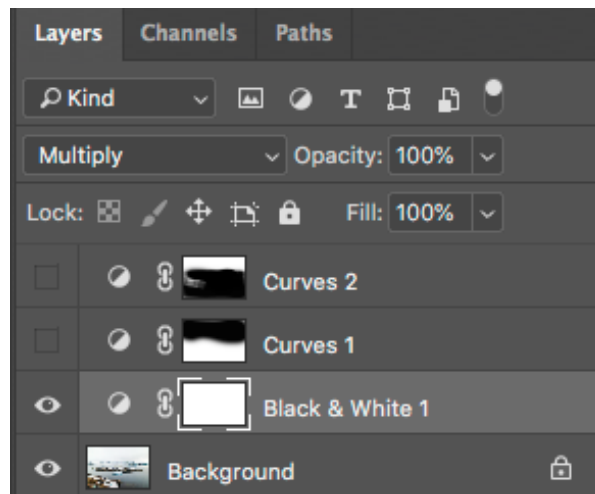 Layers Channels Paths
Kind T
Multiply Opacity: 100%
Lock: Fill: 100%
Curves 2
Curves 1
Black & White 1
Background